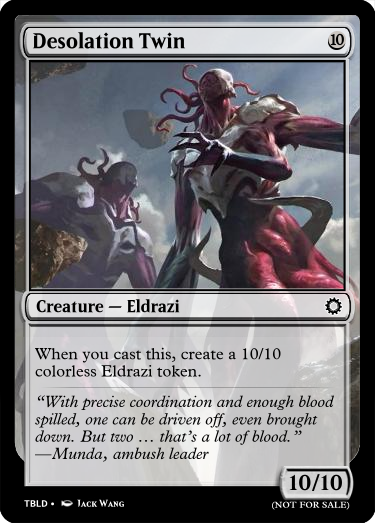 Desolation Twin 10
Creature — Eldrazi
When you cast this, create a 10/10
colorless Eldrazi token.
“With precise coordination and enough blood
spilled, one can be driven off, even brought
down. But two … that’s a lot of blood.”
—Munda, ambush leader
10/10
TBLD • Jack Wang
(NOT FOR SALE)